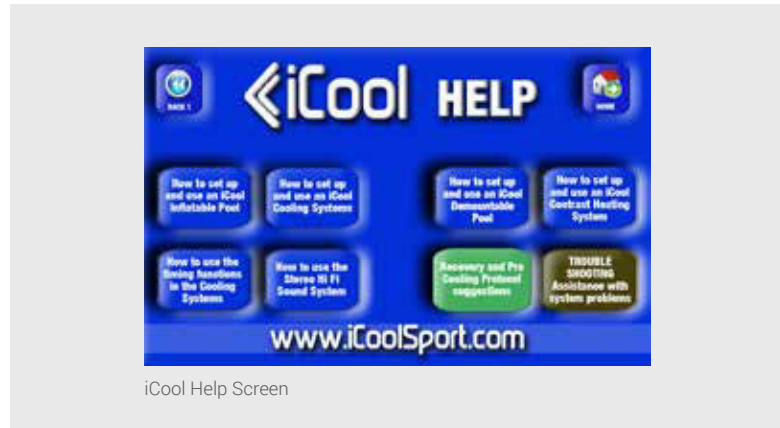 BACK 1
iCool HELP
HOME
How to set up
and use an iCool
Inflatable Pool
How to set up
and use an iCool
Cooling Systems
How to set up
and use an iCool
Demountable
Pool
How to set up
and use an iCool
Contrast Heating
System
How to use the
timing functions
in the Cooling
Systems
How to use the
Stereo Hi Fi
Sound System
Recovery and Pre
Cooling Protocol
suggestions
TROUBLE
SHOOTING
Assistance with
system problems
www.iCoolSport.com
iCool Help Screen